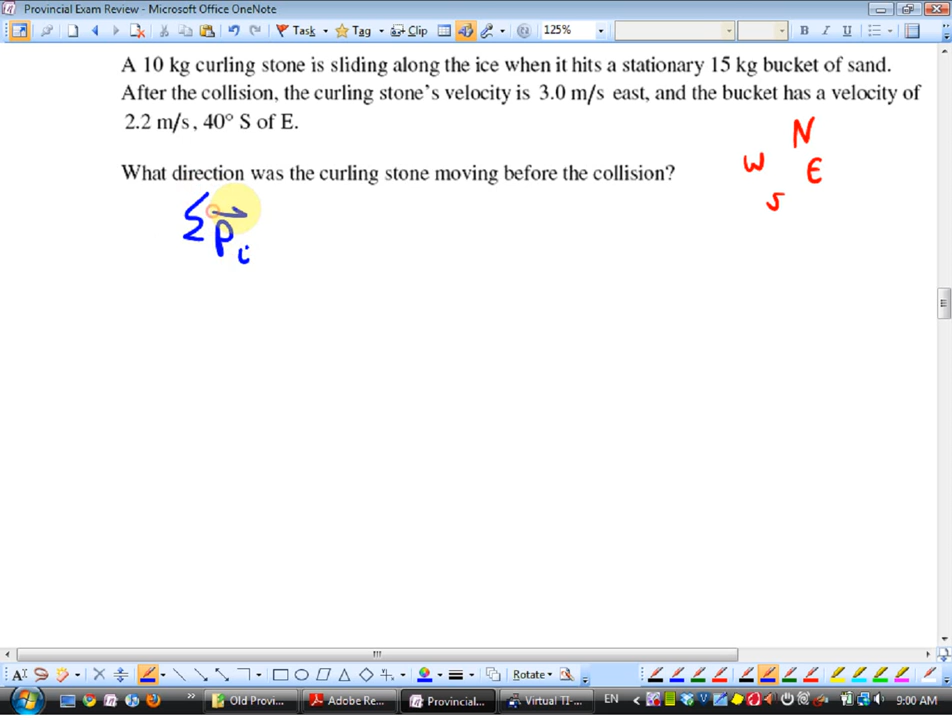 Provincial Exam Review - Microsoft Office OneNote
Task Tag Clip 125% B I U
A 10 kg curling stone is sliding along the ice when it hits a stationary 15 kg bucket of sand.
After the collision, the curling stone's velocity is 3.0 m/s east, and the bucket has a velocity of
2.2 m/s, 40° S of E.
N
What direction was the curling stone moving before the collision?
W E
S
Σ p⃗ i
Rotate
Old Provi... Adobe Re... Provincial... Virtual TI-... EN 9:00 AM